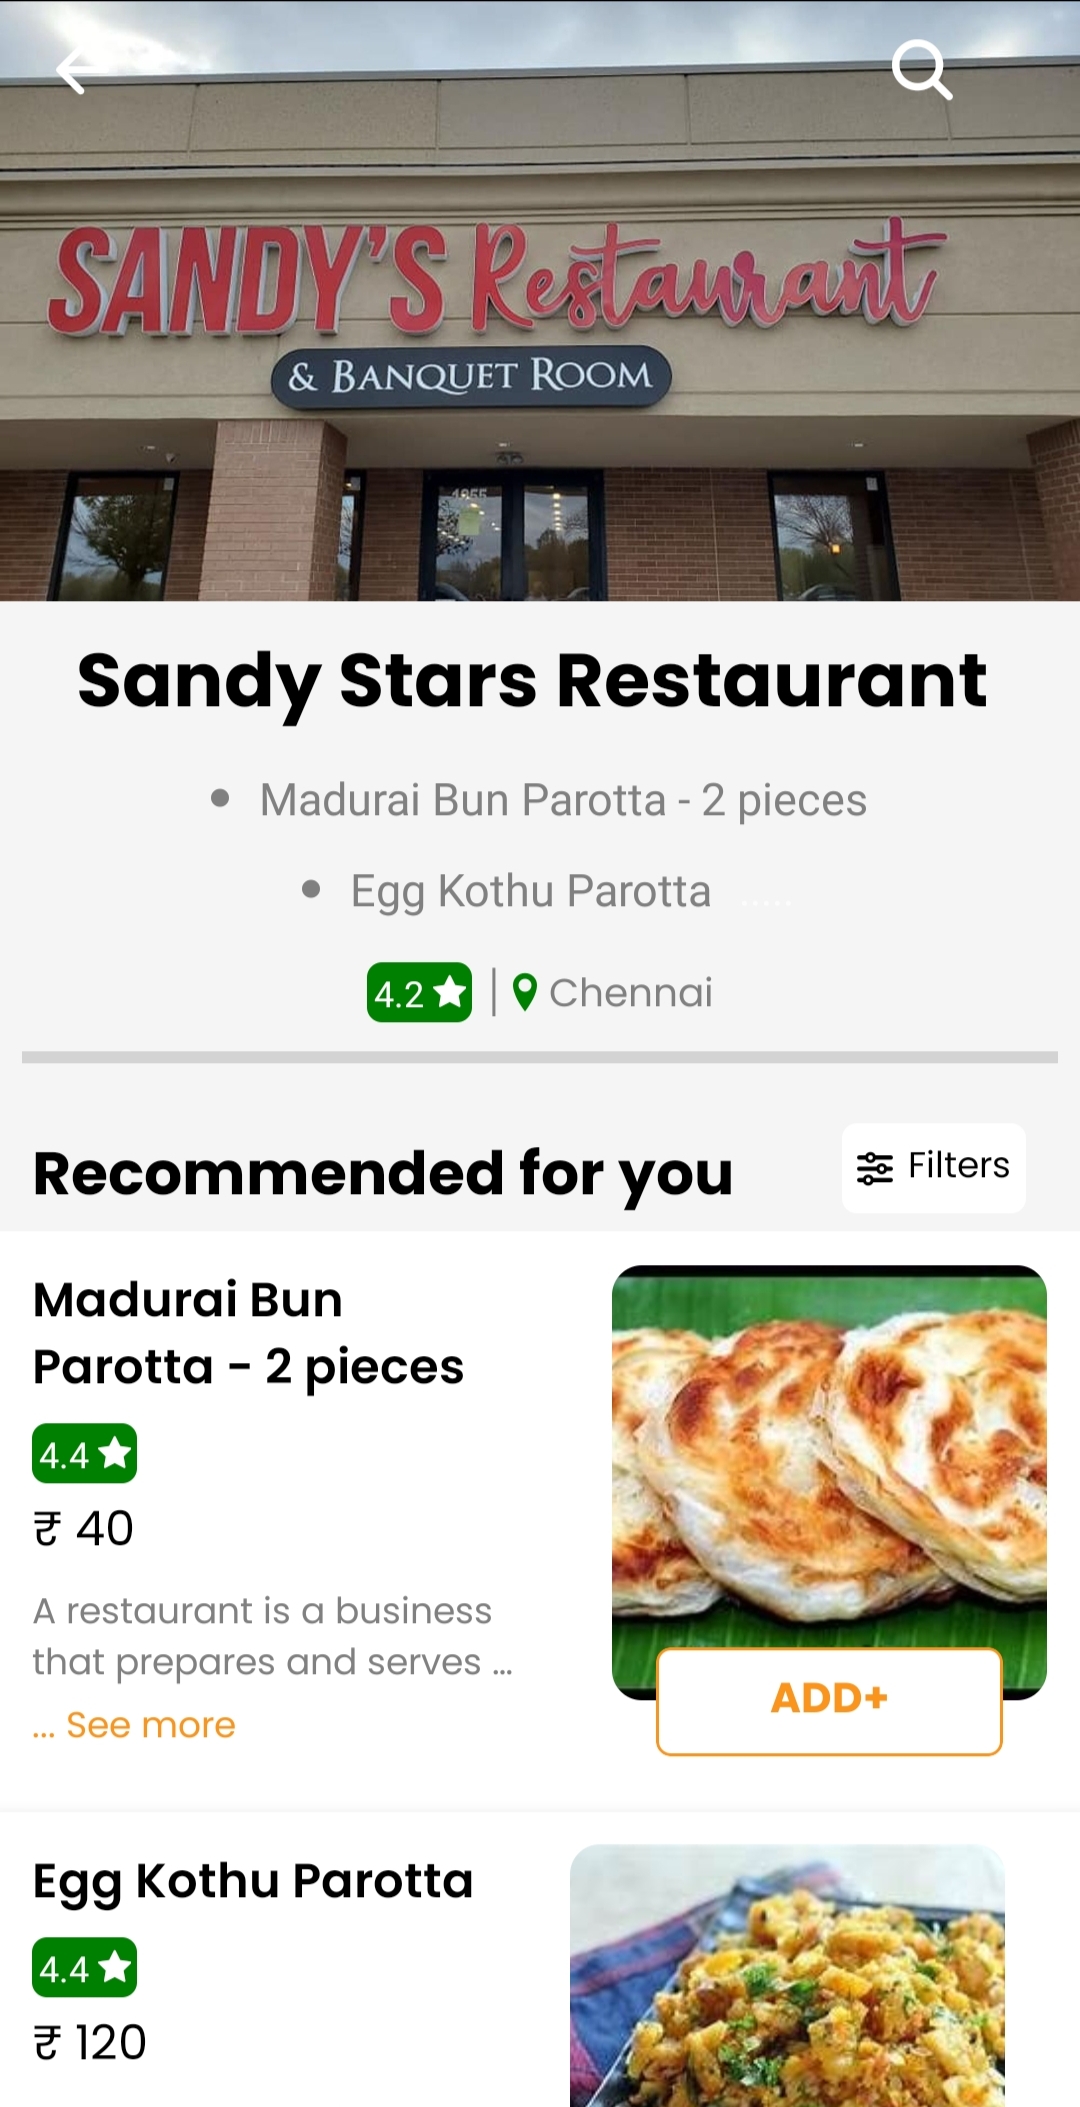 SANDY'S Restaurant
& BANQUET ROOM
1955
Sandy Stars Restaurant
• Madurai Bun Parotta - 2 pieces
• Egg Kothu Parotta .....
4.2 ★ | Chennai
Recommended for you
Filters
Madurai Bun
Parotta - 2 pieces
4.4 ★
₹ 40
A restaurant is a business
that prepares and serves ...
... See more
ADD+
Egg Kothu Parotta
4.4 ★
₹ 120